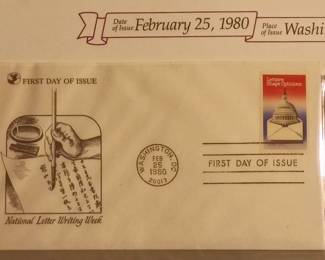 Date
of Issue February 25, 1980
Place
of Issue Washin
FIRST DAY OF ISSUE
Letters
Shape Opinions
WASHINGTON, DC
FEB
25
1980
20013
FIRST DAY OF ISSUE
National Letter Writing Week